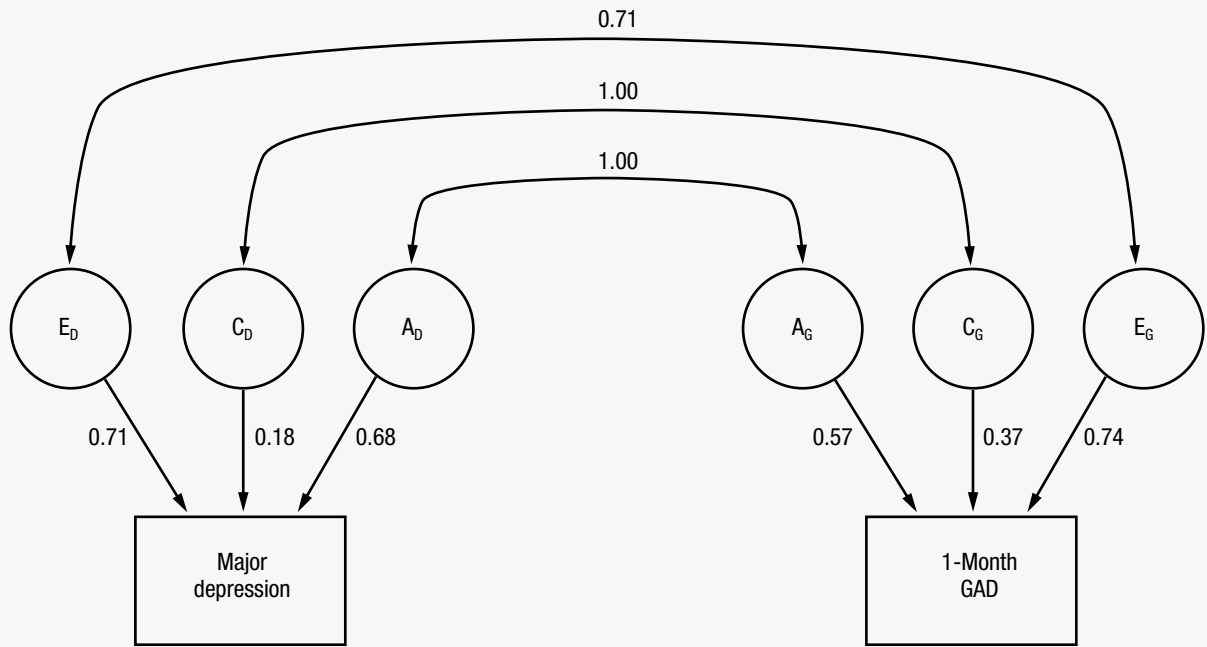 0.71
1.00
1.00
E_D
C_D
A_D
A_G
C_G
E_G
0.71
0.18
0.68
0.57
0.37
0.74
Major
depression
1-Month
GAD